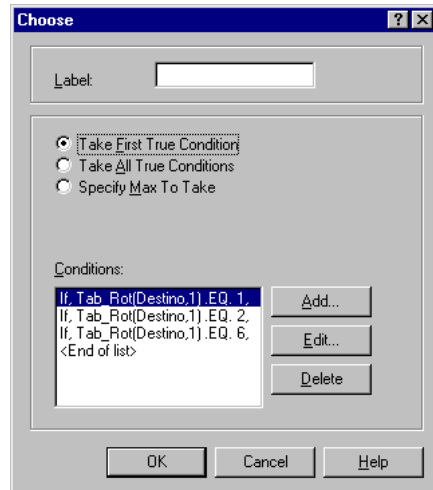 Choose
Label:
Take First True Condition
Take All True Conditions
Specify Max To Take
Conditions:
If, Tab_Rot(Destino,1) .EQ. 1,
If, Tab_Rot(Destino,1) .EQ. 2,
If, Tab_Rot(Destino,1) .EQ. 6,
<End of list>
Add...
Edit...
Delete
OK
Cancel
Help